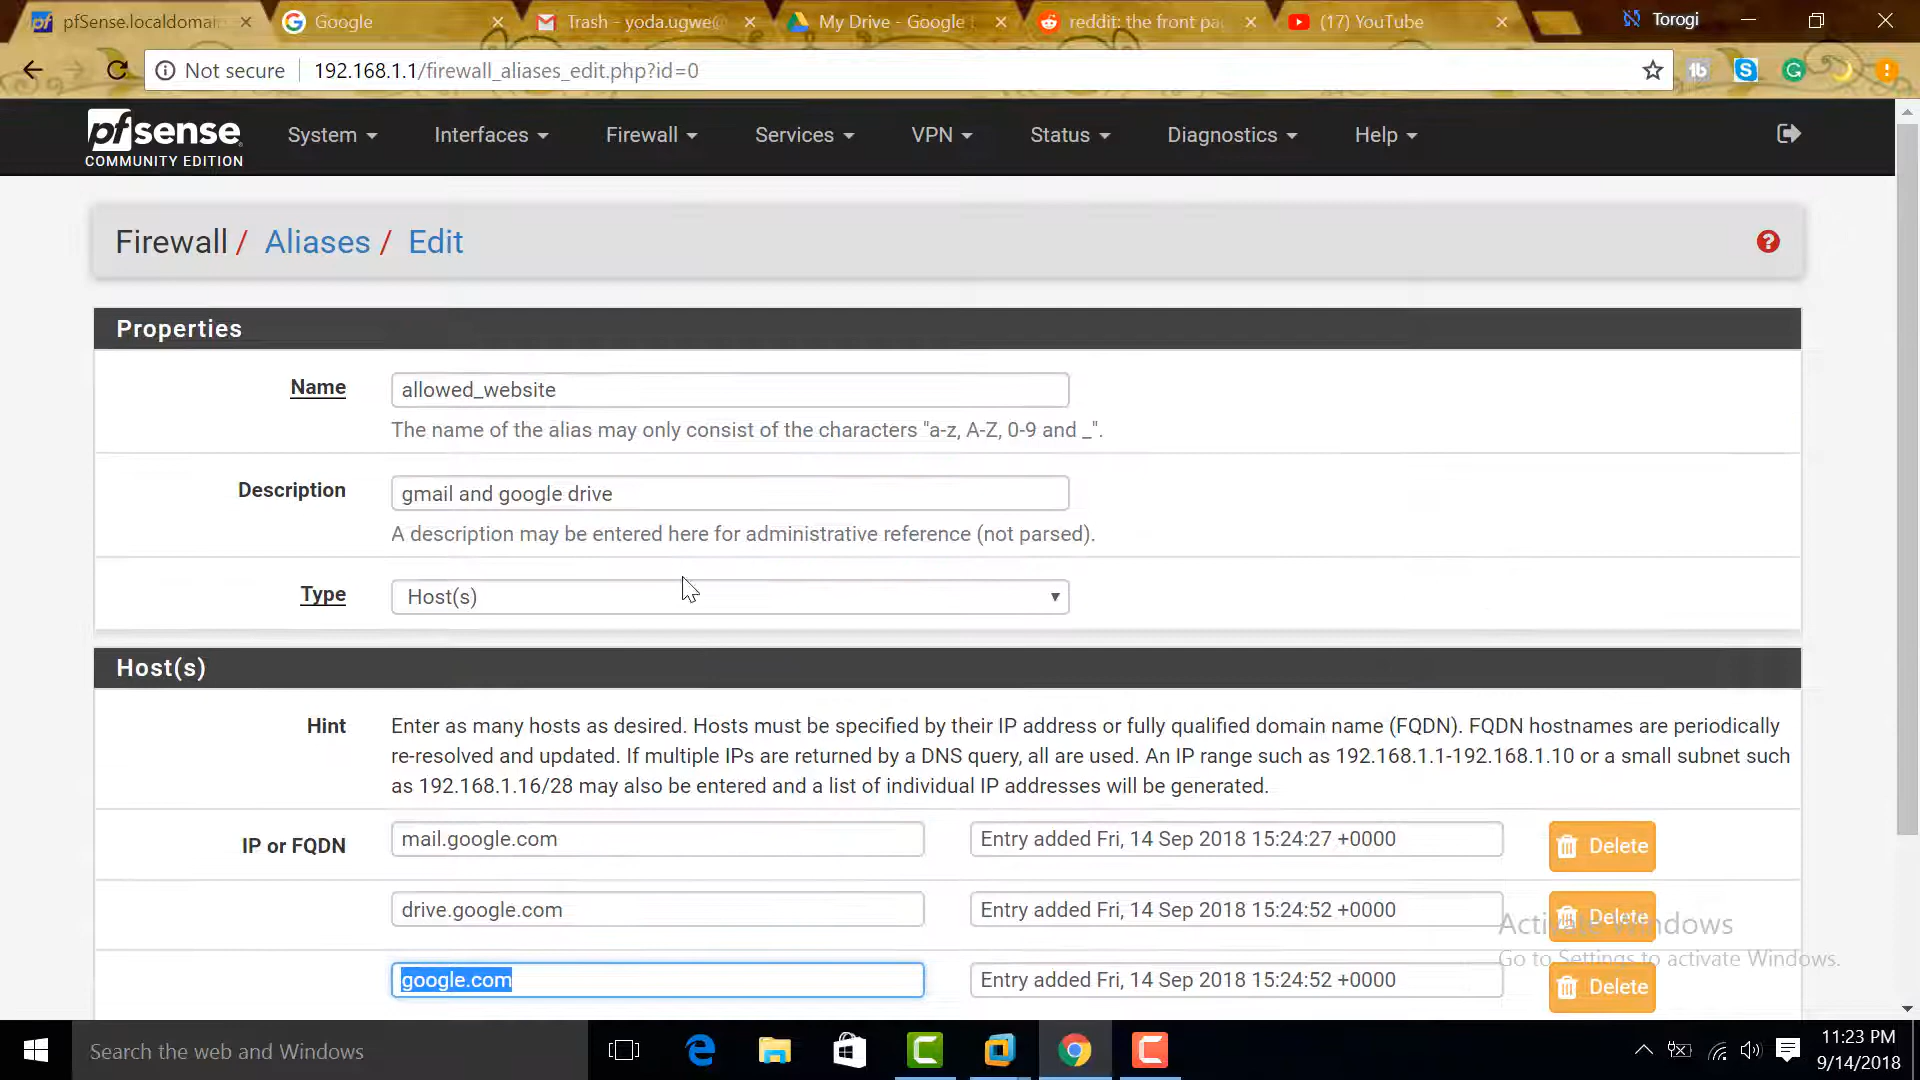 pfSense.localdomai
Google
Trash - yoda.ugwe@
My Drive - Google
reddit: the front pa
(17) YouTube
Torogi
Not secure
192.168.1.1/firewall_aliases_edit.php?id=0
pfsense
COMMUNITY EDITION
System
Interfaces
Firewall
Services
VPN
Status
Diagnostics
Help
Firewall / Aliases / Edit
Properties
Name
allowed_website
The name of the alias may only consist of the characters "a-z, A-Z, 0-9 and _".
Description
gmail and google drive
A description may be entered here for administrative reference (not parsed).
Type
Host(s)
Host(s)
Hint
Enter as many hosts as desired. Hosts must be specified by their IP address or fully qualified domain name (FQDN). FQDN hostnames are periodically
re-resolved and updated. If multiple IPs are returned by a DNS query, all are used. An IP range such as 192.168.1.1-192.168.1.10 or a small subnet such
as 192.168.1.16/28 may also be entered and a list of individual IP addresses will be generated.
IP or FQDN
mail.google.com
Entry added Fri, 14 Sep 2018 15:24:27 +0000
Delete
drive.google.com
Entry added Fri, 14 Sep 2018 15:24:52 +0000
Delete
google.com
Entry added Fri, 14 Sep 2018 15:24:52 +0000
Delete
Activate Windows
Go to Settings to activate Windows.
Search the web and Windows
11:23 PM
9/14/2018